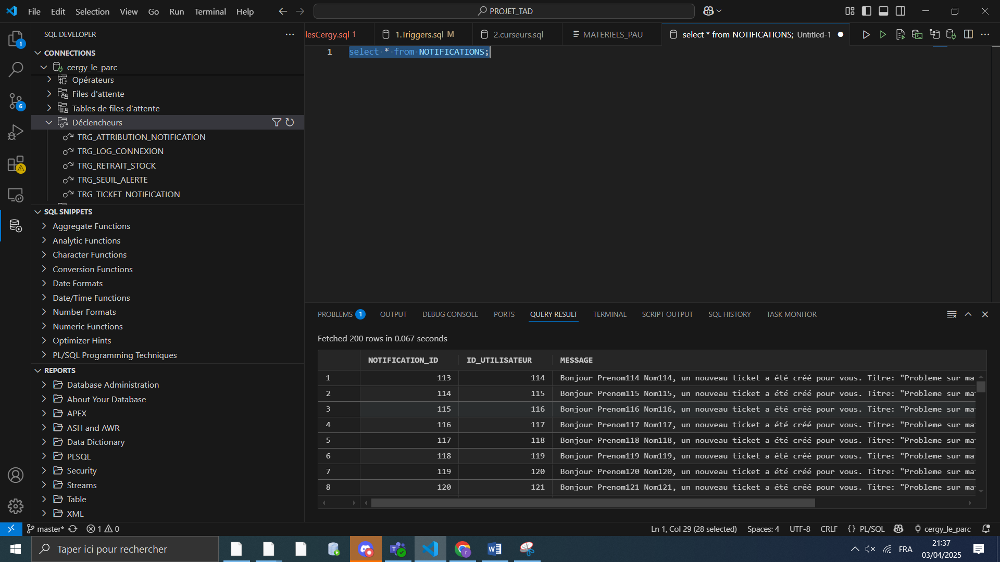 File Edit Selection View Go Run Terminal Help
PROJET_TAD
SQL DEVELOPER
CONNECTIONS
cergy_le_parc
Opérateurs
Files d'attente
Tables de files d'attente
Déclencheurs
TRG_ATTRIBUTION_NOTIFICATION
TRG_LOG_CONNEXION
TRG_RETRAIT_STOCK
TRG_SEUIL_ALERTE
TRG_TICKET_NOTIFICATION
SQL SNIPPETS
Aggregate Functions
Analytic Functions
Character Functions
Conversion Functions
Date Formats
Date/Time Functions
Number Formats
Numeric Functions
Optimizer Hints
PL/SQL Programming Techniques
REPORTS
Database Administration
About Your Database
APEX
ASH and AWR
Data Dictionary
PLSQL
Security
Streams
Table
XML
1
6
lesCergy.sql 1 1.Triggers.sql M 2.curseurs.sql MATERIELS_PAU select * from NOTIFICATIONS; Untitled-1
1 select * from NOTIFICATIONS;
PROBLEMS 1 OUTPUT DEBUG CONSOLE PORTS QUERY RESULT TERMINAL SCRIPT OUTPUT SQL HISTORY TASK MONITOR
Fetched 200 rows in 0.067 seconds
NOTIFICATION_ID ID_UTILISATEUR MESSAGE
1 113 114 Bonjour Prenom114 Nom114, un nouveau ticket a été créé pour vous. Titre: "Probleme sur ma
2 114 115 Bonjour Prenom115 Nom115, un nouveau ticket a été créé pour vous. Titre: "Probleme sur ma
3 115 116 Bonjour Prenom116 Nom116, un nouveau ticket a été créé pour vous. Titre: "Probleme sur ma
4 116 117 Bonjour Prenom117 Nom117, un nouveau ticket a été créé pour vous. Titre: "Probleme sur ma
5 117 118 Bonjour Prenom118 Nom118, un nouveau ticket a été créé pour vous. Titre: "Probleme sur ma
6 118 119 Bonjour Prenom119 Nom119, un nouveau ticket a été créé pour vous. Titre: "Probleme sur ma
7 119 120 Bonjour Prenom120 Nom120, un nouveau ticket a été créé pour vous. Titre: "Probleme sur ma
8 120 121 Bonjour Prenom121 Nom121, un nouveau ticket a été créé pour vous. Titre: "Probleme sur ma
master* 1 0 Ln 1, Col 29 (28 selected) Spaces: 4 UTF-8 CRLF {} PL/SQL cergy_le_parc
Taper ici pour rechercher
FRA
21:37
03/04/2025